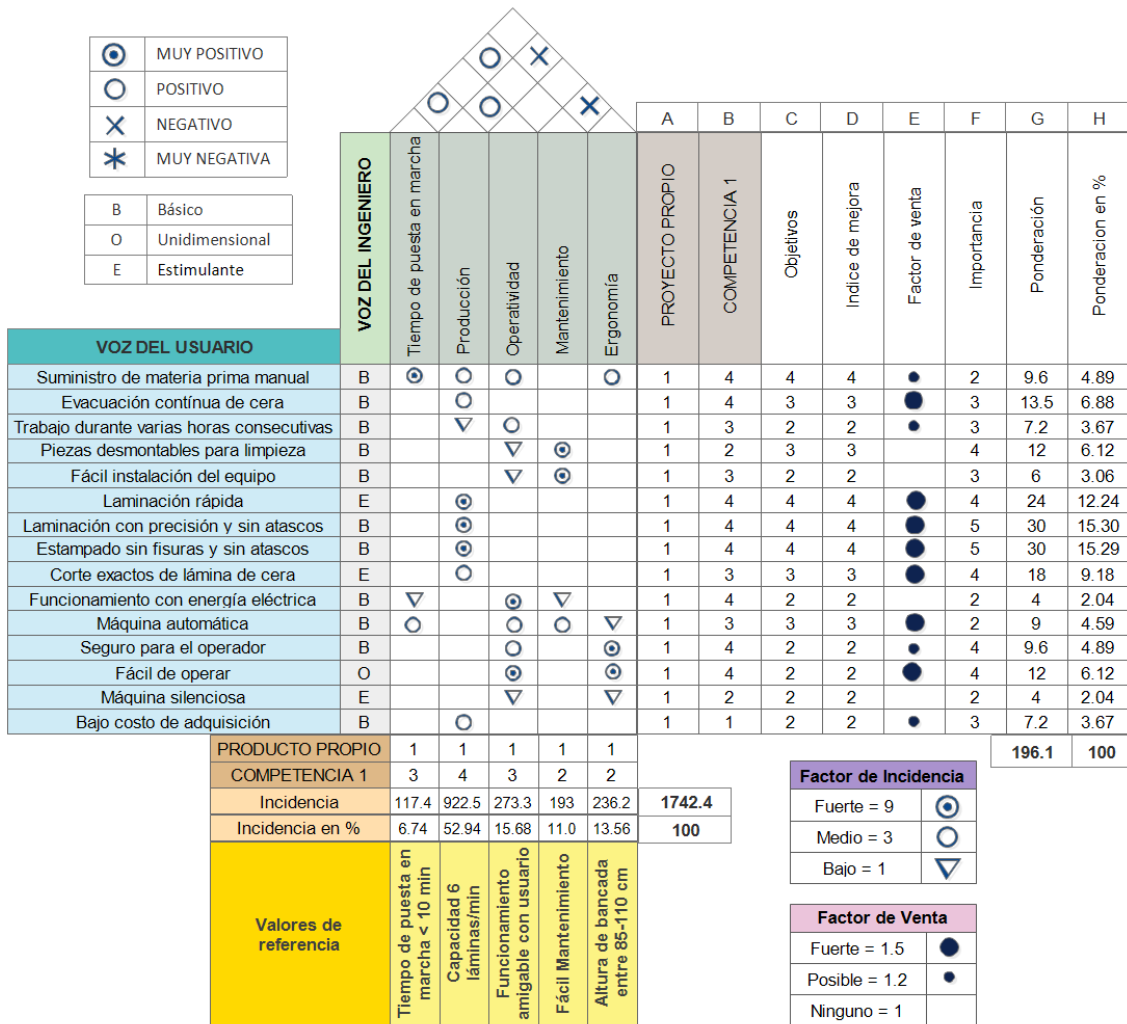 MUY POSITIVO
POSITIVO
NEGATIVO
MUY NEGATIVA
B Básico
O Unidimensional
E Estimulante
A B C D E F G H
VOZ DEL USUARIO
VOZ DEL INGENIERO
Tiempo de puesta en marcha
Producción
Operatividad
Mantenimiento
Ergonomía
PROYECTO PROPIO
COMPETENCIA 1
Objetivos
Indice de mejora
Factor de venta
Importancia
Ponderación
Ponderacion en %
Suministro de materia prima manual B 1 4 4 4 2 9.6 4.89
Evacuación contínua de cera B 1 4 3 3 3 13.5 6.88
Trabajo durante varias horas consecutivas B 1 3 2 2 3 7.2 3.67
Piezas desmontables para limpieza B 1 2 3 3 4 12 6.12
Fácil instalación del equipo B 1 3 2 2 3 6 3.06
Laminación rápida E 1 4 4 4 4 24 12.24
Laminación con precisión y sin atascos B 1 4 4 4 5 30 15.30
Estampado sin fisuras y sin atascos B 1 4 4 4 5 30 15.29
Corte exactos de lámina de cera E 1 3 3 3 4 18 9.18
Funcionamiento con energía eléctrica B 1 4 2 2 2 4 2.04
Máquina automática B 1 3 3 3 2 9 4.59
Seguro para el operador B 1 4 2 2 4 9.6 4.89
Fácil de operar O 1 4 2 2 4 12 6.12
Máquina silenciosa E 1 2 2 2 2 4 2.04
Bajo costo de adquisición B 1 1 2 2 3 7.2 3.67
196.1 100
PRODUCTO PROPIO 1 1 1 1 1
COMPETENCIA 1 3 4 3 2 2
Incidencia 117.4 922.5 273.3 193 236.2 1742.4
Incidencia en % 6.74 52.94 15.68 11.0 13.56 100
Valores de
referencia
Tiempo de puesta en
marcha < 10 min
Capacidad 6
láminas/min
Funcionamiento
amigable con usuario
Fácil Mantenimiento
Altura de bancada
entre 85-110 cm
Factor de Incidencia
Fuerte = 9
Medio = 3
Bajo = 1
Factor de Venta
Fuerte = 1.5
Posible = 1.2
Ninguno = 1